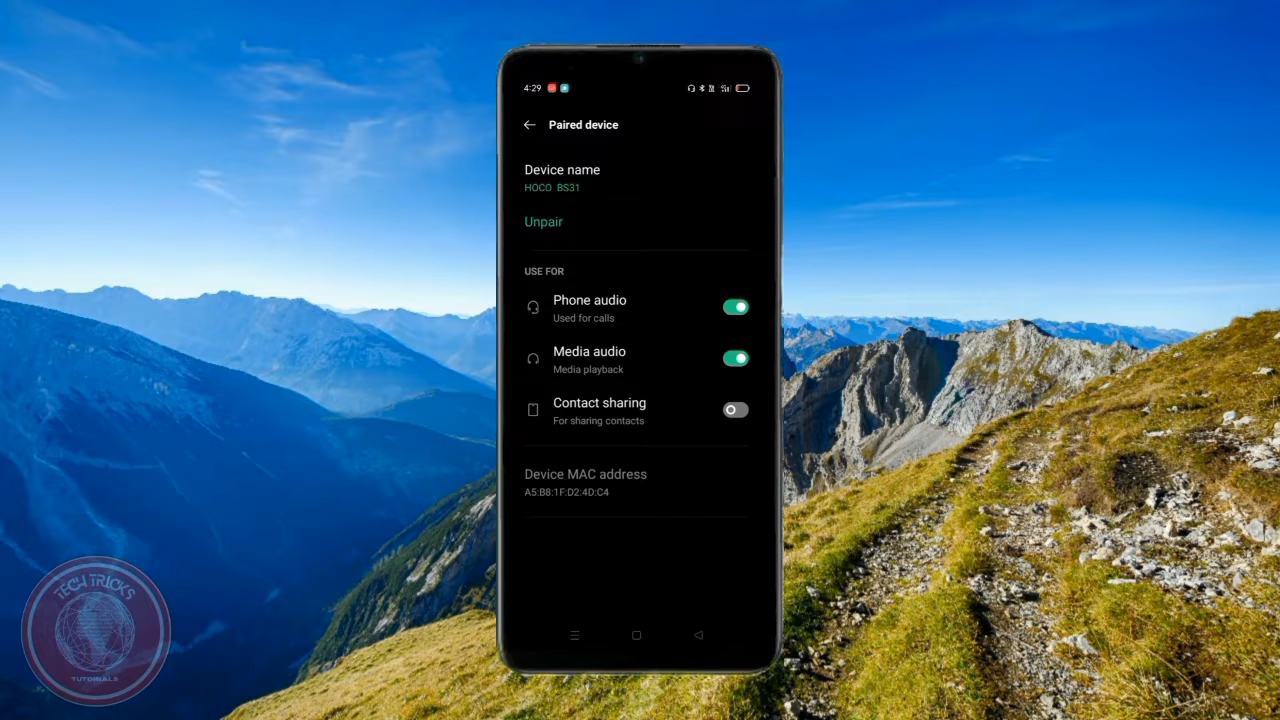 4:29
Paired device
Device name
HOCO BS31
Unpair
USE FOR
Phone audio
Used for calls
Media audio
Media playback
Contact sharing
For sharing contacts
Device MAC address
A5:B8:1F:D2:4D:C4
TECH TRICKS
TUTORIALS